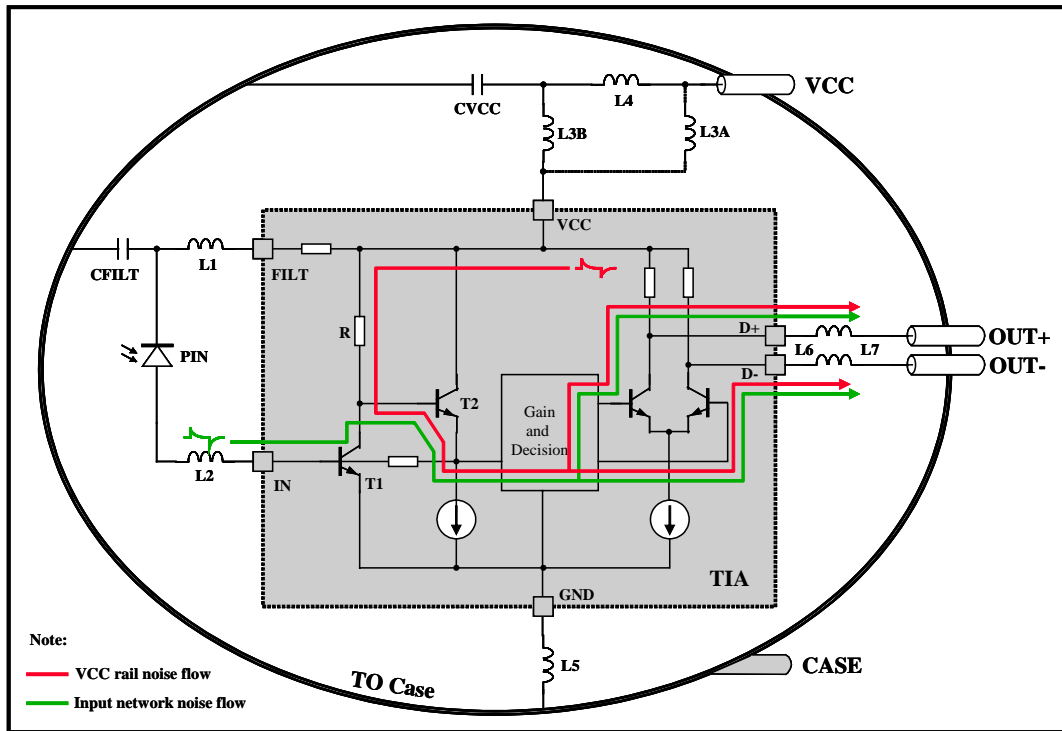 VCC
CVCC
L4
L3B
L3A
VCC
CFILT
L1
FILT
R
PIN
T2
D+
L6
L7
OUT+
D-
OUT-
Gain
and
Decision
L2
IN
T1
TIA
GND
Note:
VCC rail noise flow
L5
CASE
TO Case
Input network noise flow